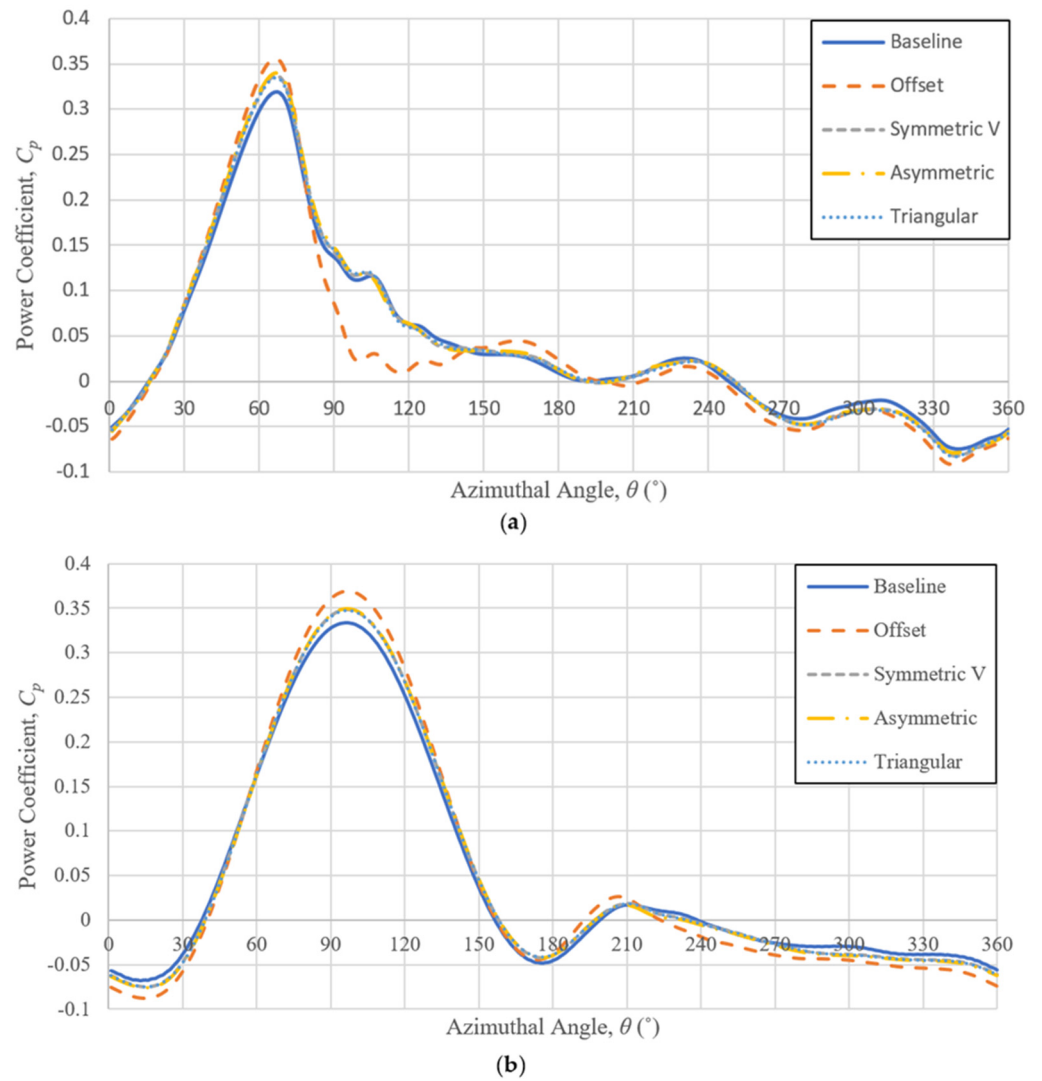 0.4
0.35
0.3
0.25
0.2
0.15
0.1
0.05
0
-0.05
-0.1
Power Coefficient, Cp
Baseline
Offset
Symmetric V
Asymmetric
Triangular
0 30 60 90 120 150 180 210 240 270 300 330 360
Azimuthal Angle, θ (˚)
(a)
0.4
0.35
0.3
0.25
0.2
0.15
0.1
0.05
0
-0.05
-0.1
Power Coefficient, Cp
Baseline
Offset
Symmetric V
Asymmetric
Triangular
0 30 60 90 120 150 180 210 240 270 300 330 360
Azimuthal Angle, θ (˚)
(b)